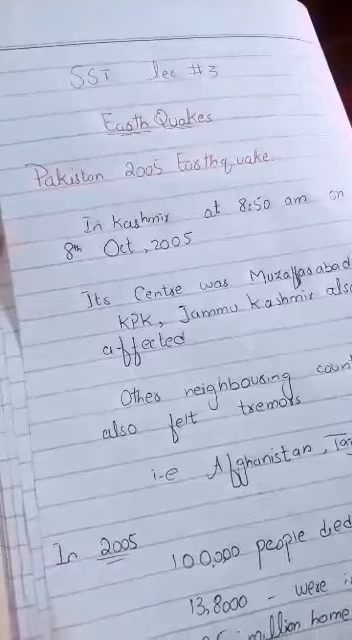 SST lec #3
Earth Quakes
Pakistan 2005 Earthquake
In Kashmir at 8:50 am on
8th Oct, 2005
Its Centre was Muzaffarabad
KPK, Jammu Kashmir also
affected
Other neighbouring coun
also felt tremors
i-e Afghanistan,
In 2005 100,000 people died
13,8000 - were
million home